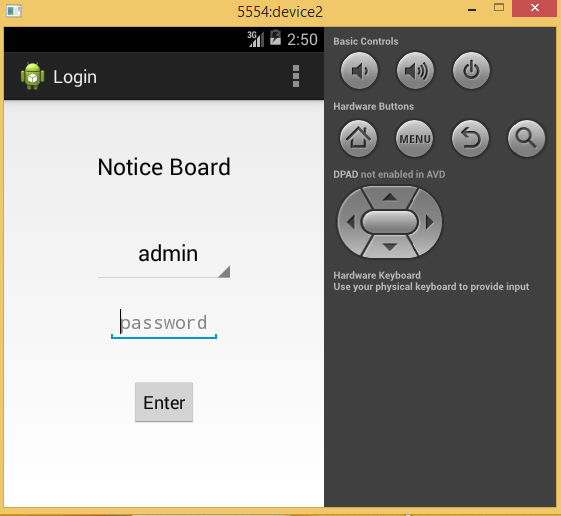 5554:device2
3G 2:50
Login
Notice Board
admin
password
Enter
Basic Controls
Hardware Buttons
MENU
DPAD not enabled in AVD
Hardware Keyboard
Use your physical keyboard to provide input